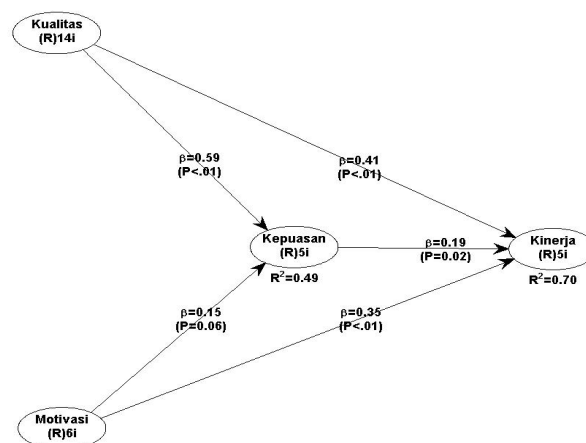 Kualitas
(R)14i
β=0.59
(P<.01)
β=0.41
(P<.01)
Kepuasan
(R)5i
R²=0.49
β=0.19
(P=0.02)
Kinerja
(R)5i
R²=0.70
β=0.15
(P=0.06)
β=0.35
(P<.01)
Motivasi
(R)6i